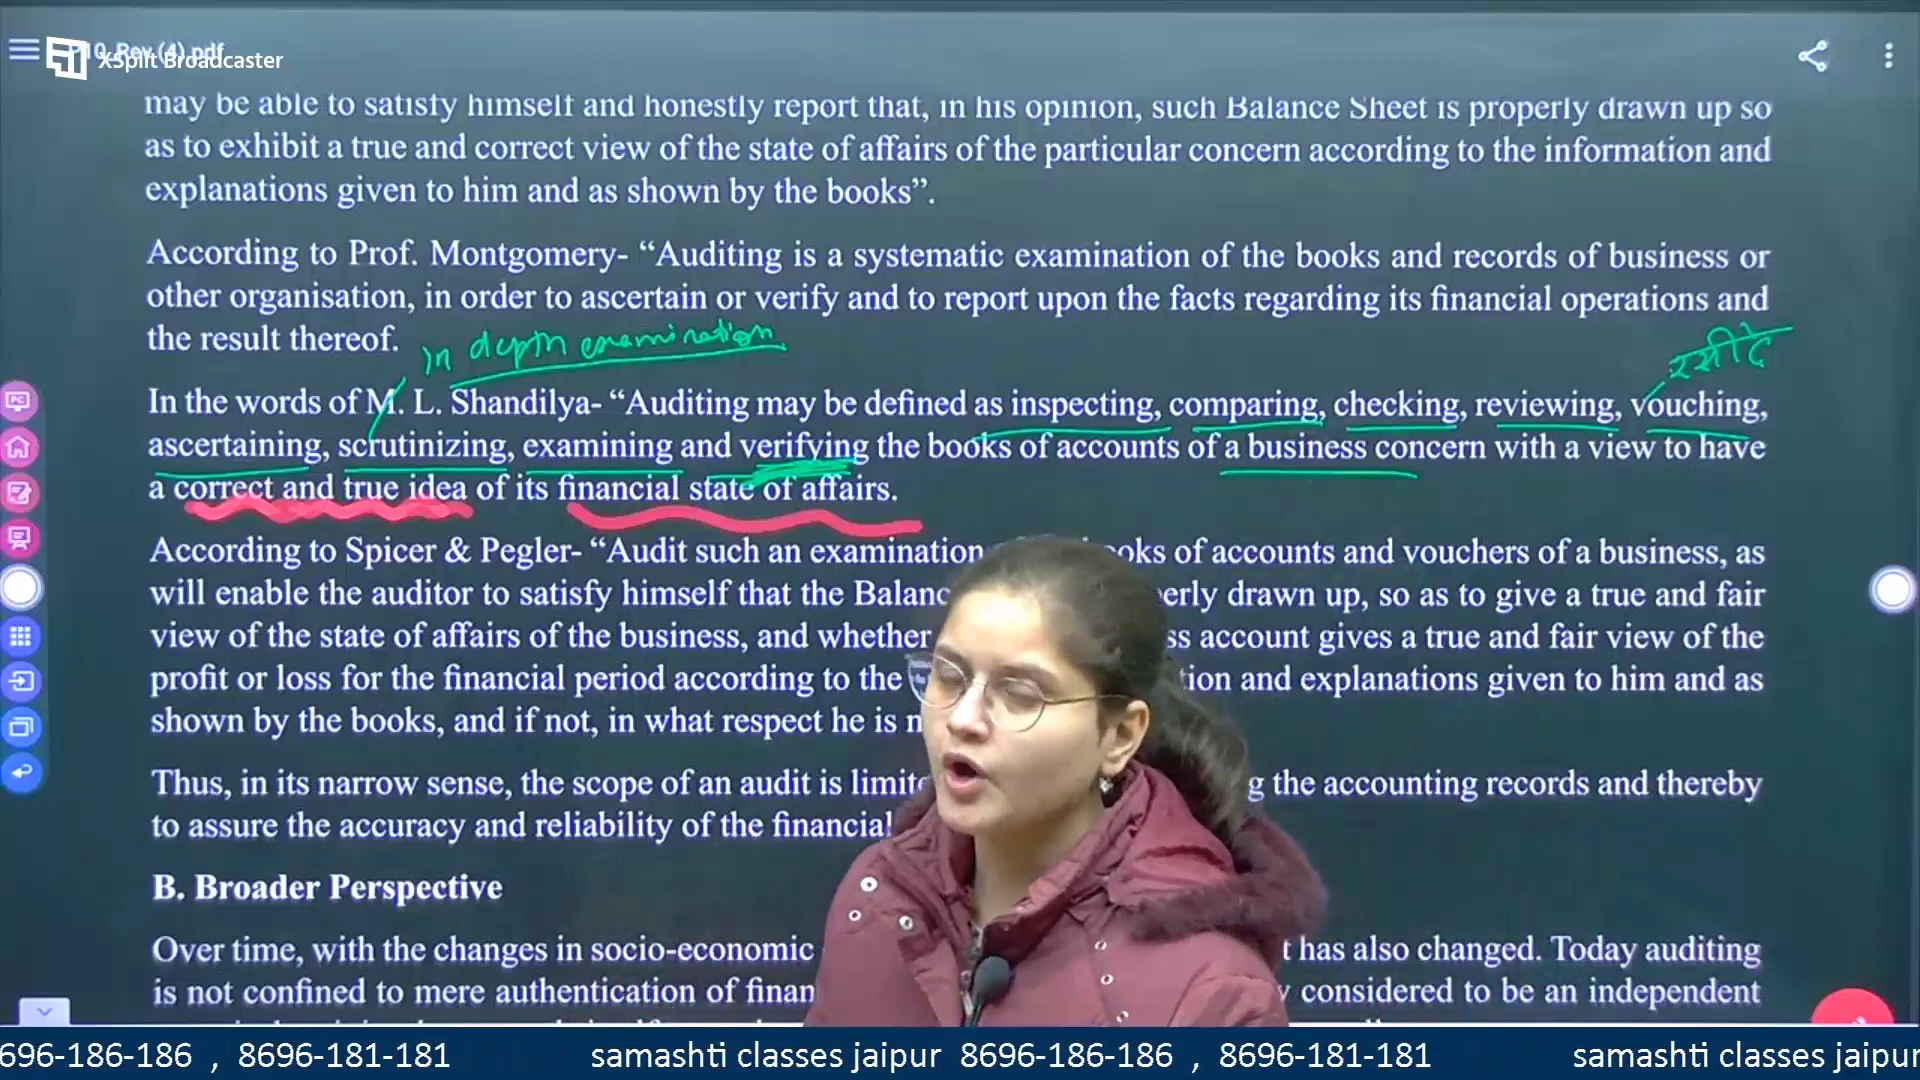 P10_Rev (4).pdf
XSplit Broadcaster
may be able to satisfy himself and honestly report that, in his opinion, such Balance Sheet is properly drawn up so
as to exhibit a true and correct view of the state of affairs of the particular concern according to the information and
explanations given to him and as shown by the books”.
According to Prof. Montgomery- “Auditing is a systematic examination of the books and records of business or
other organisation, in order to ascertain or verify and to report upon the facts regarding its financial operations and
the result thereof.
in depth examination
रसीद
In the words of M. L. Shandilya- “Auditing may be defined as inspecting, comparing, checking, reviewing, vouching,
ascertaining, scrutinizing, examining and verifying the books of accounts of a business concern with a view to have
a correct and true idea of its financial state of affairs.
According to Spicer & Pegler- “Audit such an examination ooks of accounts and vouchers of a business, as
will enable the auditor to satisfy himself that the Balanc erly drawn up, so as to give a true and fair
view of the state of affairs of the business, and whether ss account gives a true and fair view of the
profit or loss for the financial period according to the tion and explanations given to him and as
shown by the books, and if not, in what respect he is n
Thus, in its narrow sense, the scope of an audit is limite g the accounting records and thereby
to assure the accuracy and reliability of the financial
B. Broader Perspective
Over time, with the changes in socio-economic t has also changed. Today auditing
is not confined to mere authentication of finan y considered to be an independent
696-186-186 , 8696-181-181 samashti classes jaipur 8696-186-186 , 8696-181-181 samashti classes jaipur